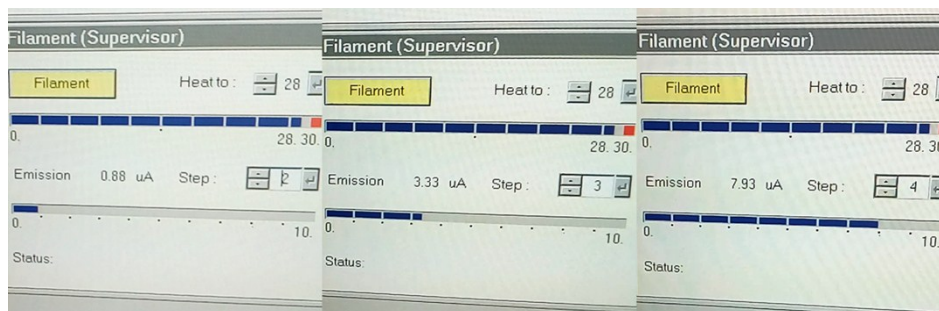 Filament (Supervisor)
Filament Heat to : 28
0. 28. 30.
Emission 0.88 uA Step : 2
0. 10.
Status:
Filament (Supervisor)
Filament Heat to : 28
0. 28. 30.
Emission 3.33 uA Step : 3
0. 10.
Status:
Filament (Supervisor)
Filament Heat to : 28
0. 28. 30
Emission 7.93 uA Step : 4
0. 10.
Status: